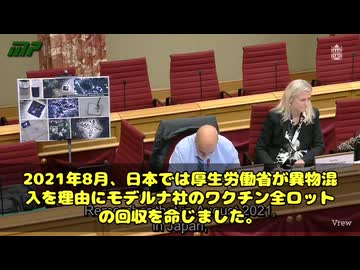 MP
2021年8月、日本では厚生労働省が異物混
入を理由にモデルナ社のワクチン全ロット
の回収を命じました。
in Japan,
Vrew